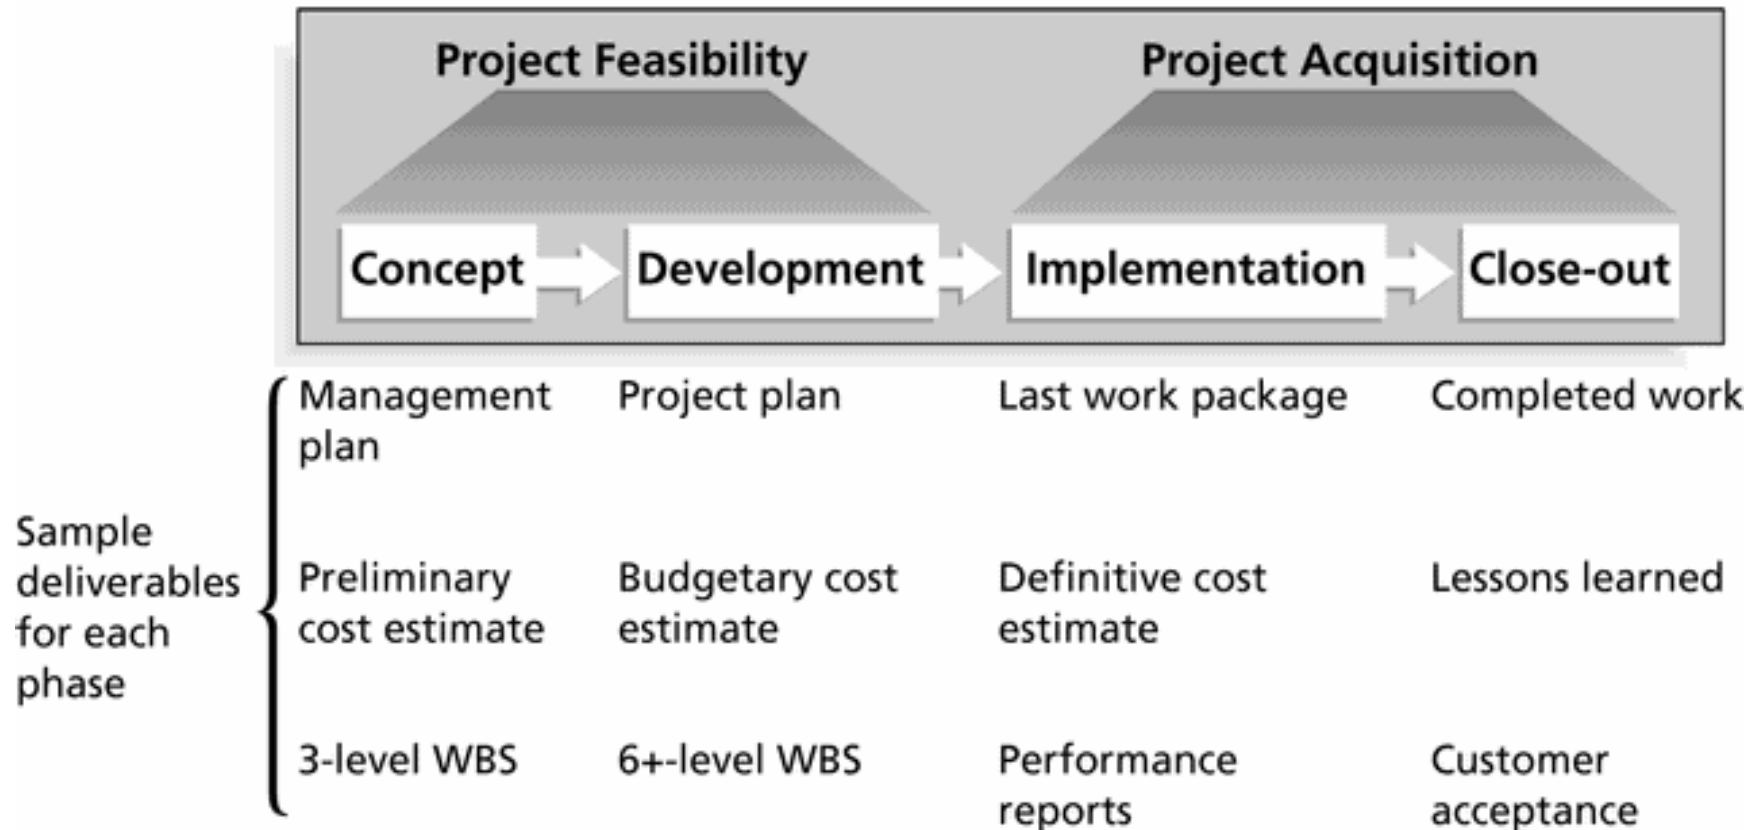 Project Feasibility
Project Acquisition
Concept
Development
Implementation
Close-out
Sample
deliverables
for each
phase
Management
plan
Project plan
Last work package
Completed work
Preliminary
cost estimate
Budgetary cost
estimate
Definitive cost
estimate
Lessons learned
3-level WBS
6+-level WBS
Performance
reports
Customer
acceptance